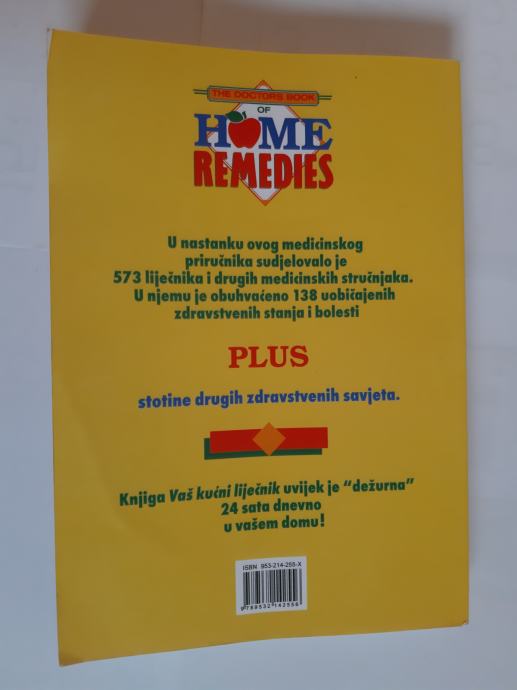 THE DOCTORS BOOK
OF
HOME
REMEDIES
U nastanku ovog medicinskog
priručnika sudjelovalo je
573 liječnika i drugih medicinskih stručnjaka.
U njemu je obuhvaćeno 138 uobičajenih
zdravstvenih stanja i bolesti
PLUS
stotine drugih zdravstvenih savjeta.
Knjiga Vaš kućni liječnik uvijek je "dežurna"
24 sata dnevno
u vašem domu!
ISBN 953-214-255-X
9789532142556